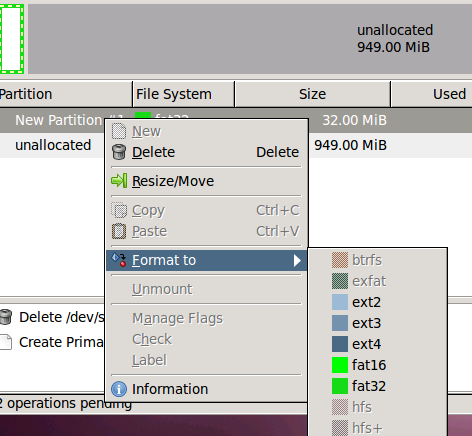 unallocated
949.00 MiB
Partition File System Size Used
New Partition #1 fat32 32.00 MiB
unallocated 949.00 MiB
New
Delete Delete
Resize/Move
Copy Ctrl+C
Paste Ctrl+V
Format to
btrfs
exfat
ext2
ext3
ext4
fat16
fat32
hfs
hfs+
Unmount
Manage Flags
Check
Label
Information
Delete /dev/s
Create Prima
2 operations pending